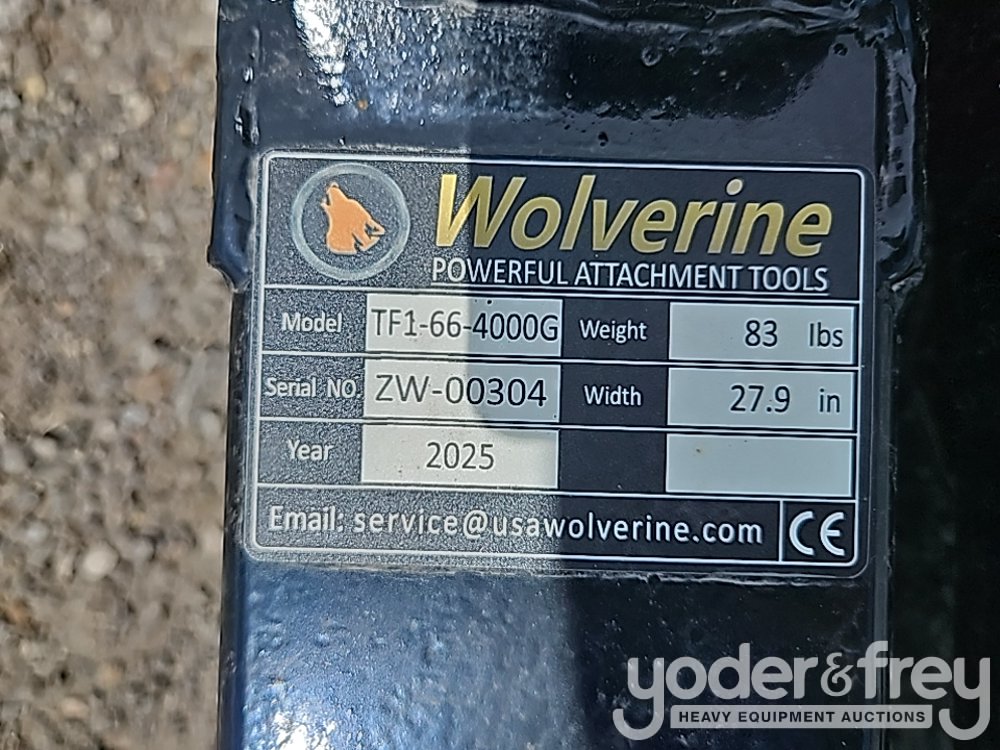 Wolverine
POWERFUL ATTACHMENT TOOLS
Model TF1-66-4000G Weight 83 lbs
Serial NO. ZW-00304 Width 27.9 in
Year 2025
Email: service@usawolverine.com CE
yoder&frey
HEAVY EQUIPMENT AUCTIONS